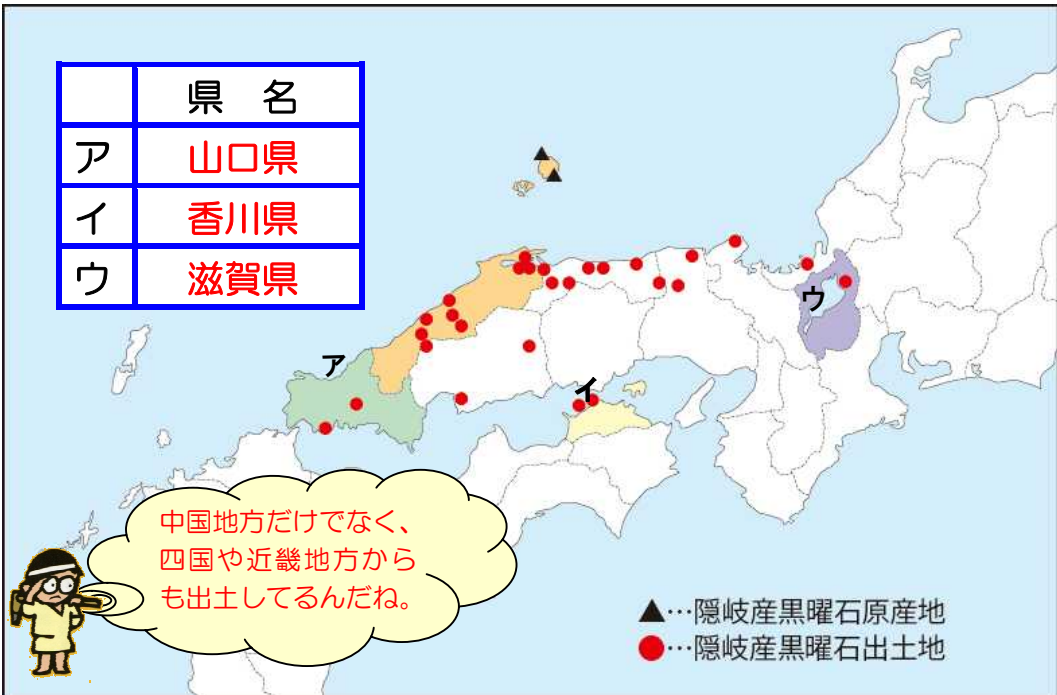 県 名
ア 山口県
イ 香川県
ウ 滋賀県
ア
イ
ウ
中国地方だけでなく、
四国や近畿地方から
も出土してるんだね。
▲…隠岐産黒曜石原産地
●…隠岐産黒曜石出土地